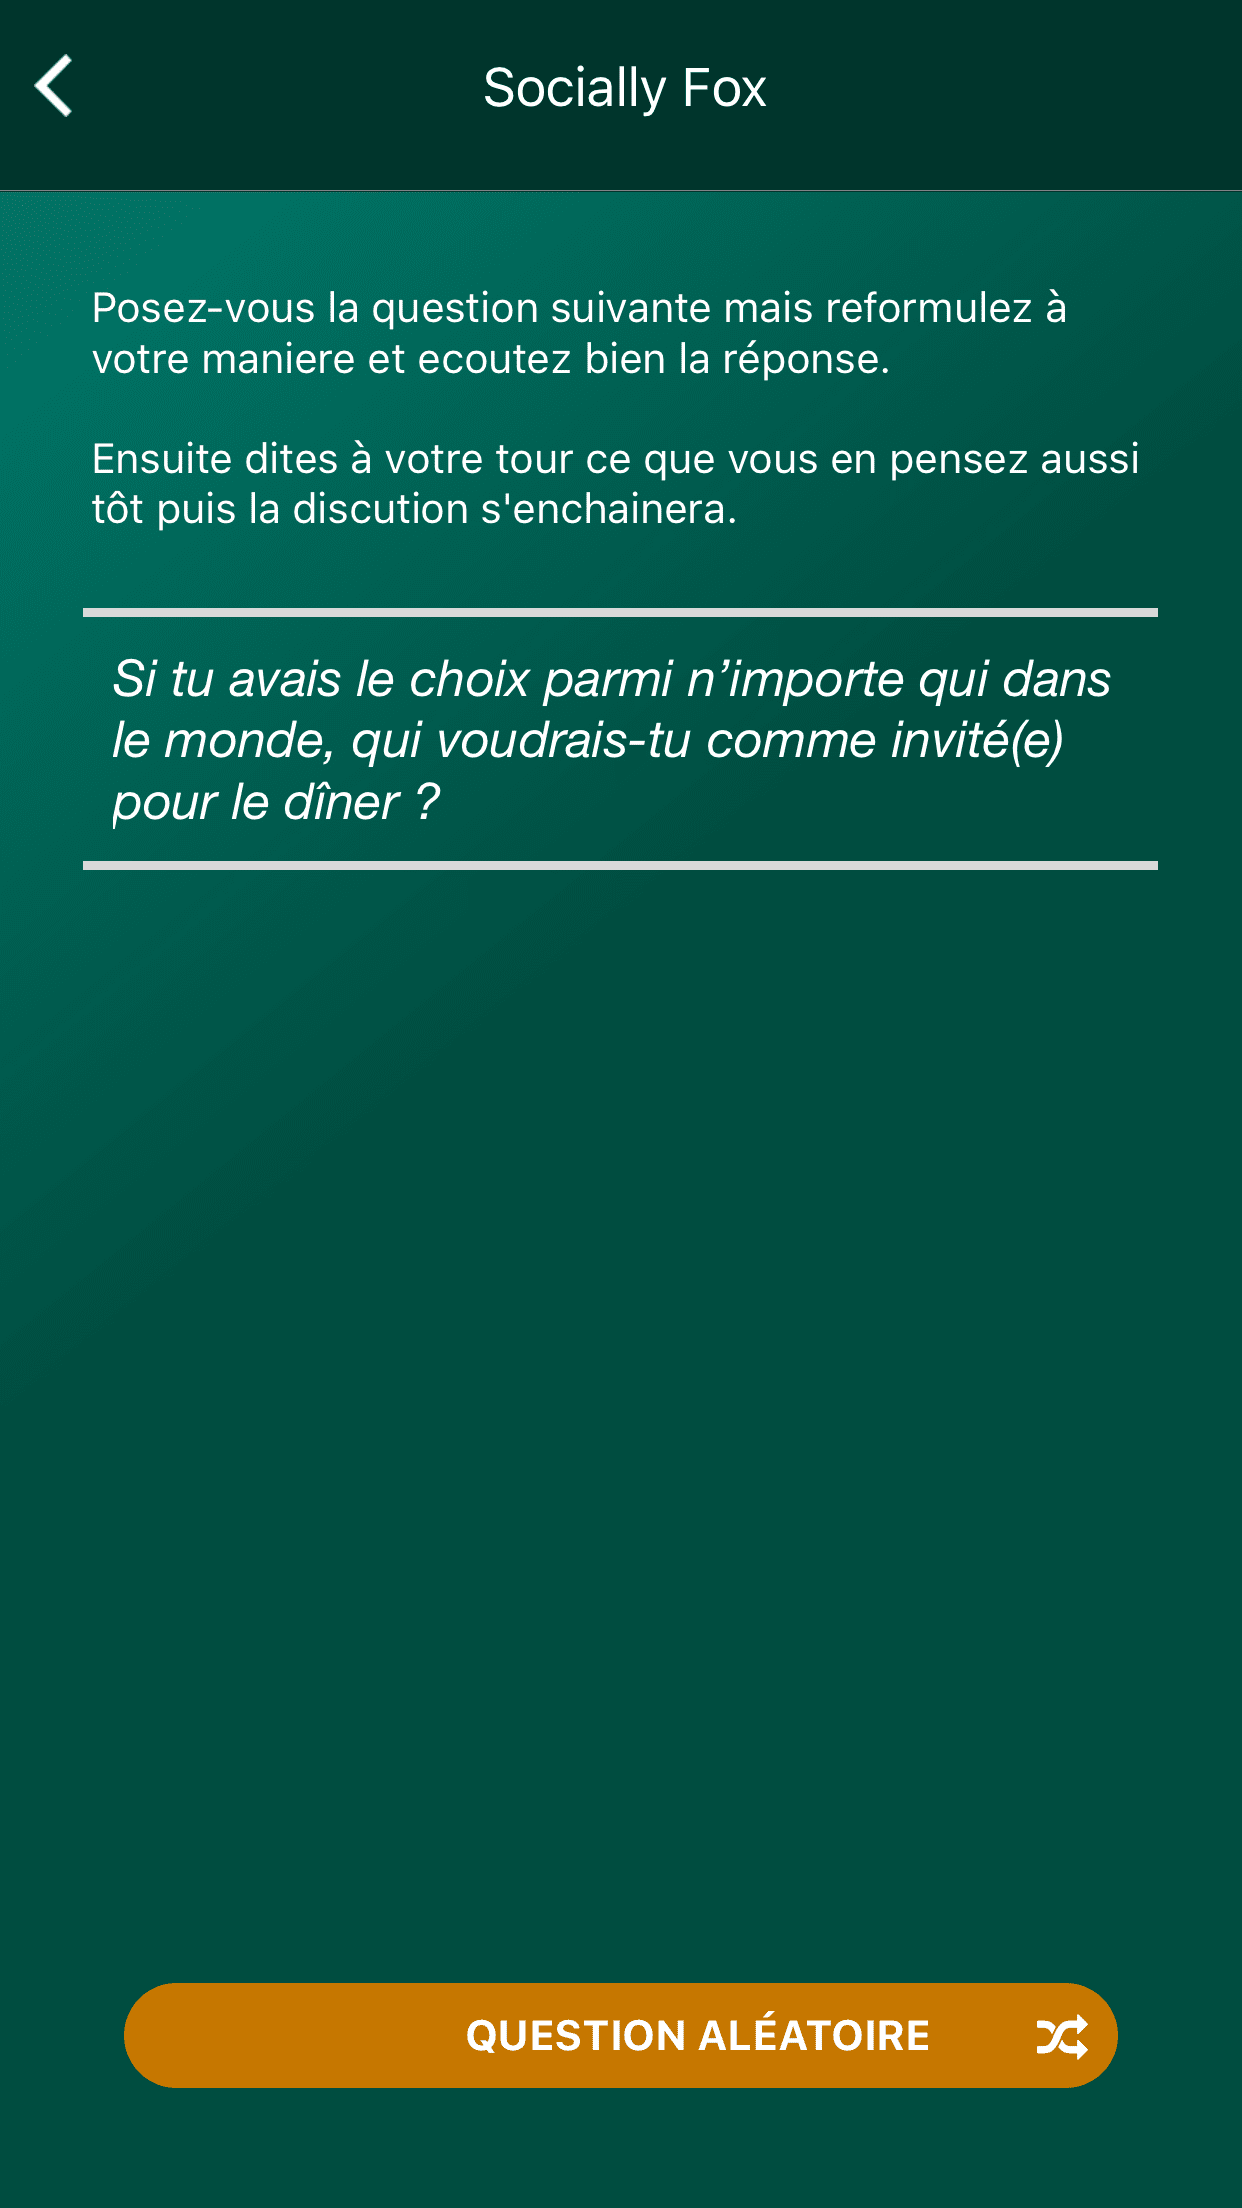 Socially Fox
Posez-vous la question suivante mais reformulez à
votre maniere et ecoutez bien la réponse.
Ensuite dites à votre tour ce que vous en pensez aussi
tôt puis la discution s'enchainera.
Si tu avais le choix parmi n’importe qui dans
le monde, qui voudrais-tu comme invité(e)
pour le dîner ?
QUESTION ALÉATOIRE